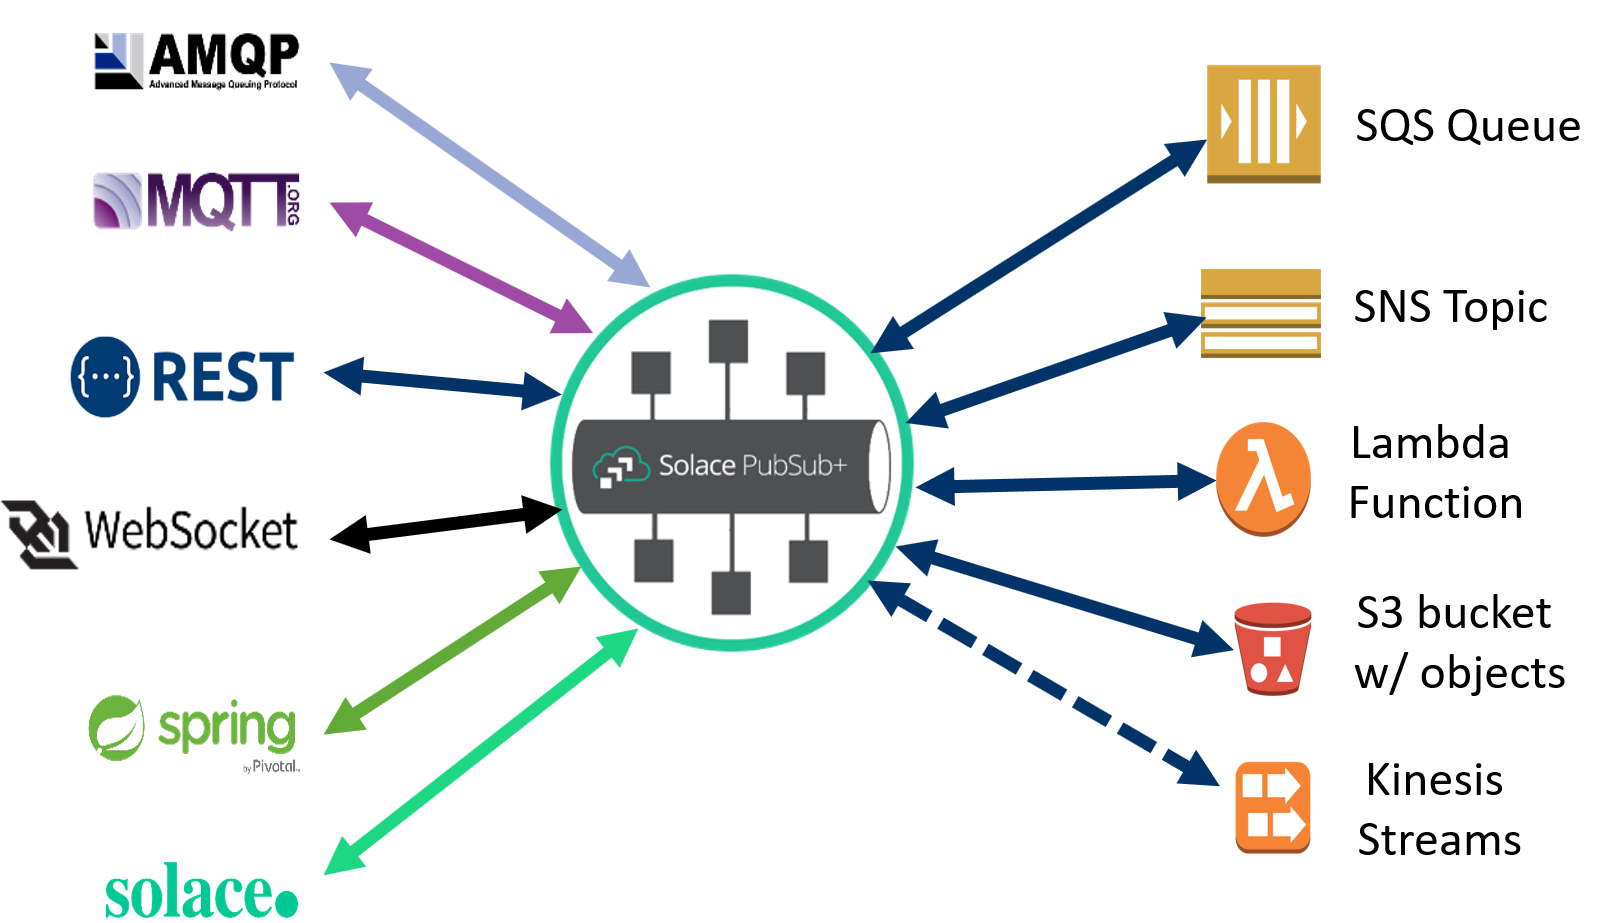 AMQP
Advanced Message Queuing Protocol
MQTT
.ORG
{···} REST
WebSocket
spring
by Pivotal™
solace.
Solace PubSub+
SQS Queue
SNS Topic
λ
Lambda
Function
S3 bucket
w/ objects
Kinesis
Streams